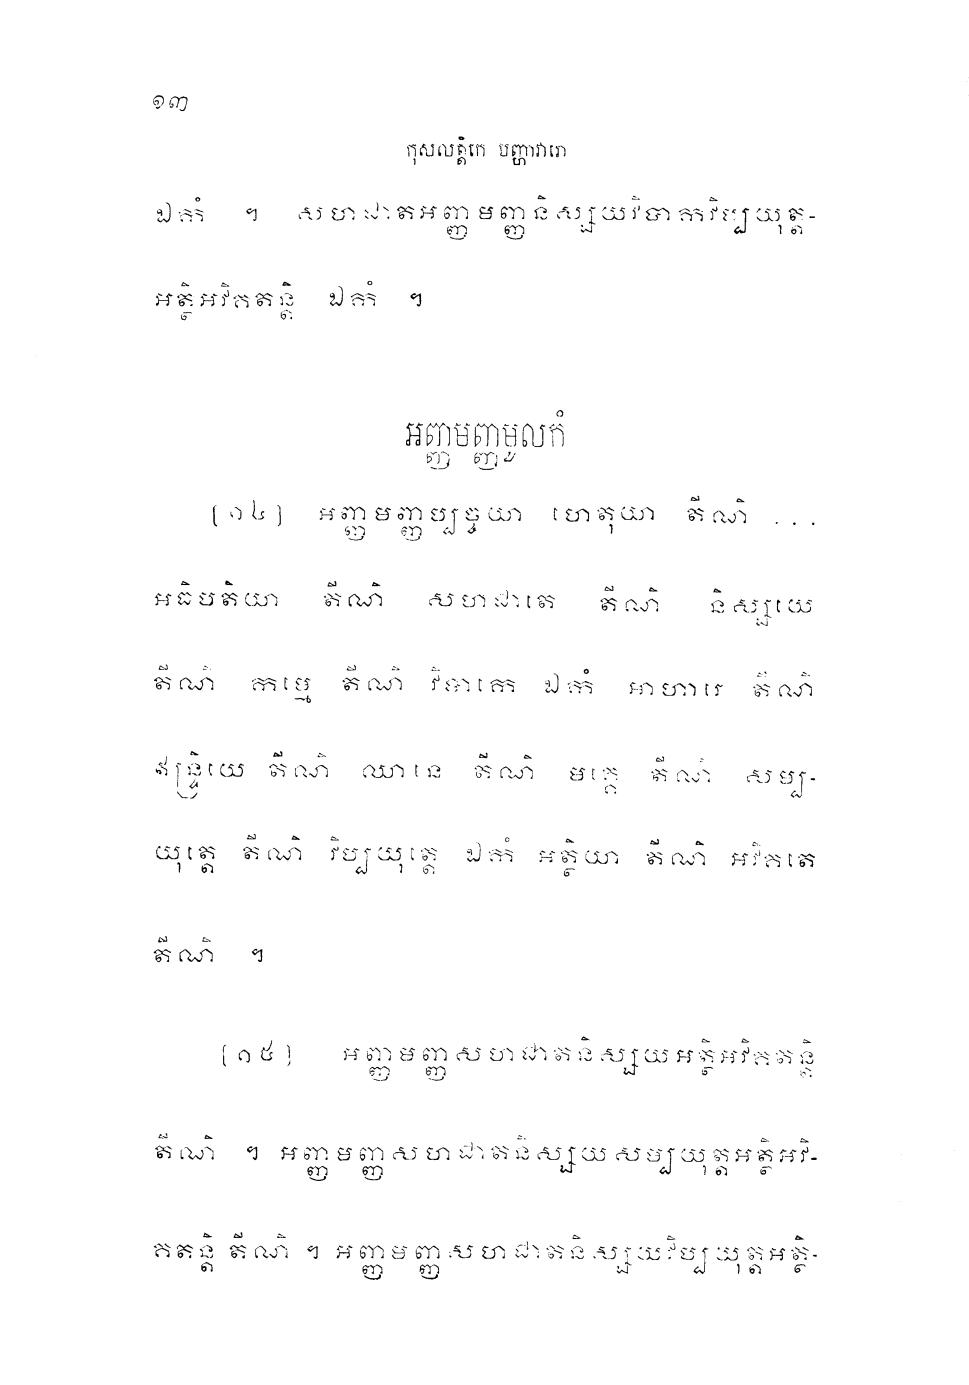 ១៣
កុសលត្តិកេ បញ្ហាវារោ
ឯកំ ។ សហជាតអញ្ញមញ្ញនិស្សយវិបាកវិប្បយុត្ត-
អត្ថិអវិគតន្តិ ឯកំ ។
អញ្ញមញ្ញមូលកំ
(១៤) អញ្ញមញ្ញប្បច្ចយា ហេតុយា តីណិ ...
អធិបតិយា តីណិ សហជាតេ តីណិ និស្សយេ
តីណិ កម្មេ តីណិ វិបាកេ ឯកំ អាហារេ តីណិ
ឥន្ទ្រិយេ តីណិ ឈានេ តីណិ មគ្គេ តីណិ សម្ប-
យុត្តេ តីណិ វិប្បយុត្តេ ឯកំ អត្ថិយា តីណិ អវិគតេ
តីណិ ។
(១៥) អញ្ញមញ្ញសហជាតនិស្សយអត្ថិអវិគតន្តិ
តីណិ ។ អញ្ញមញ្ញសហជាតនិស្សយសម្បយុត្តអត្ថិអវិ-
គតន្តិ តីណិ ។ អញ្ញមញ្ញសហជាតនិស្សយវិប្បយុត្តអត្ថិ-